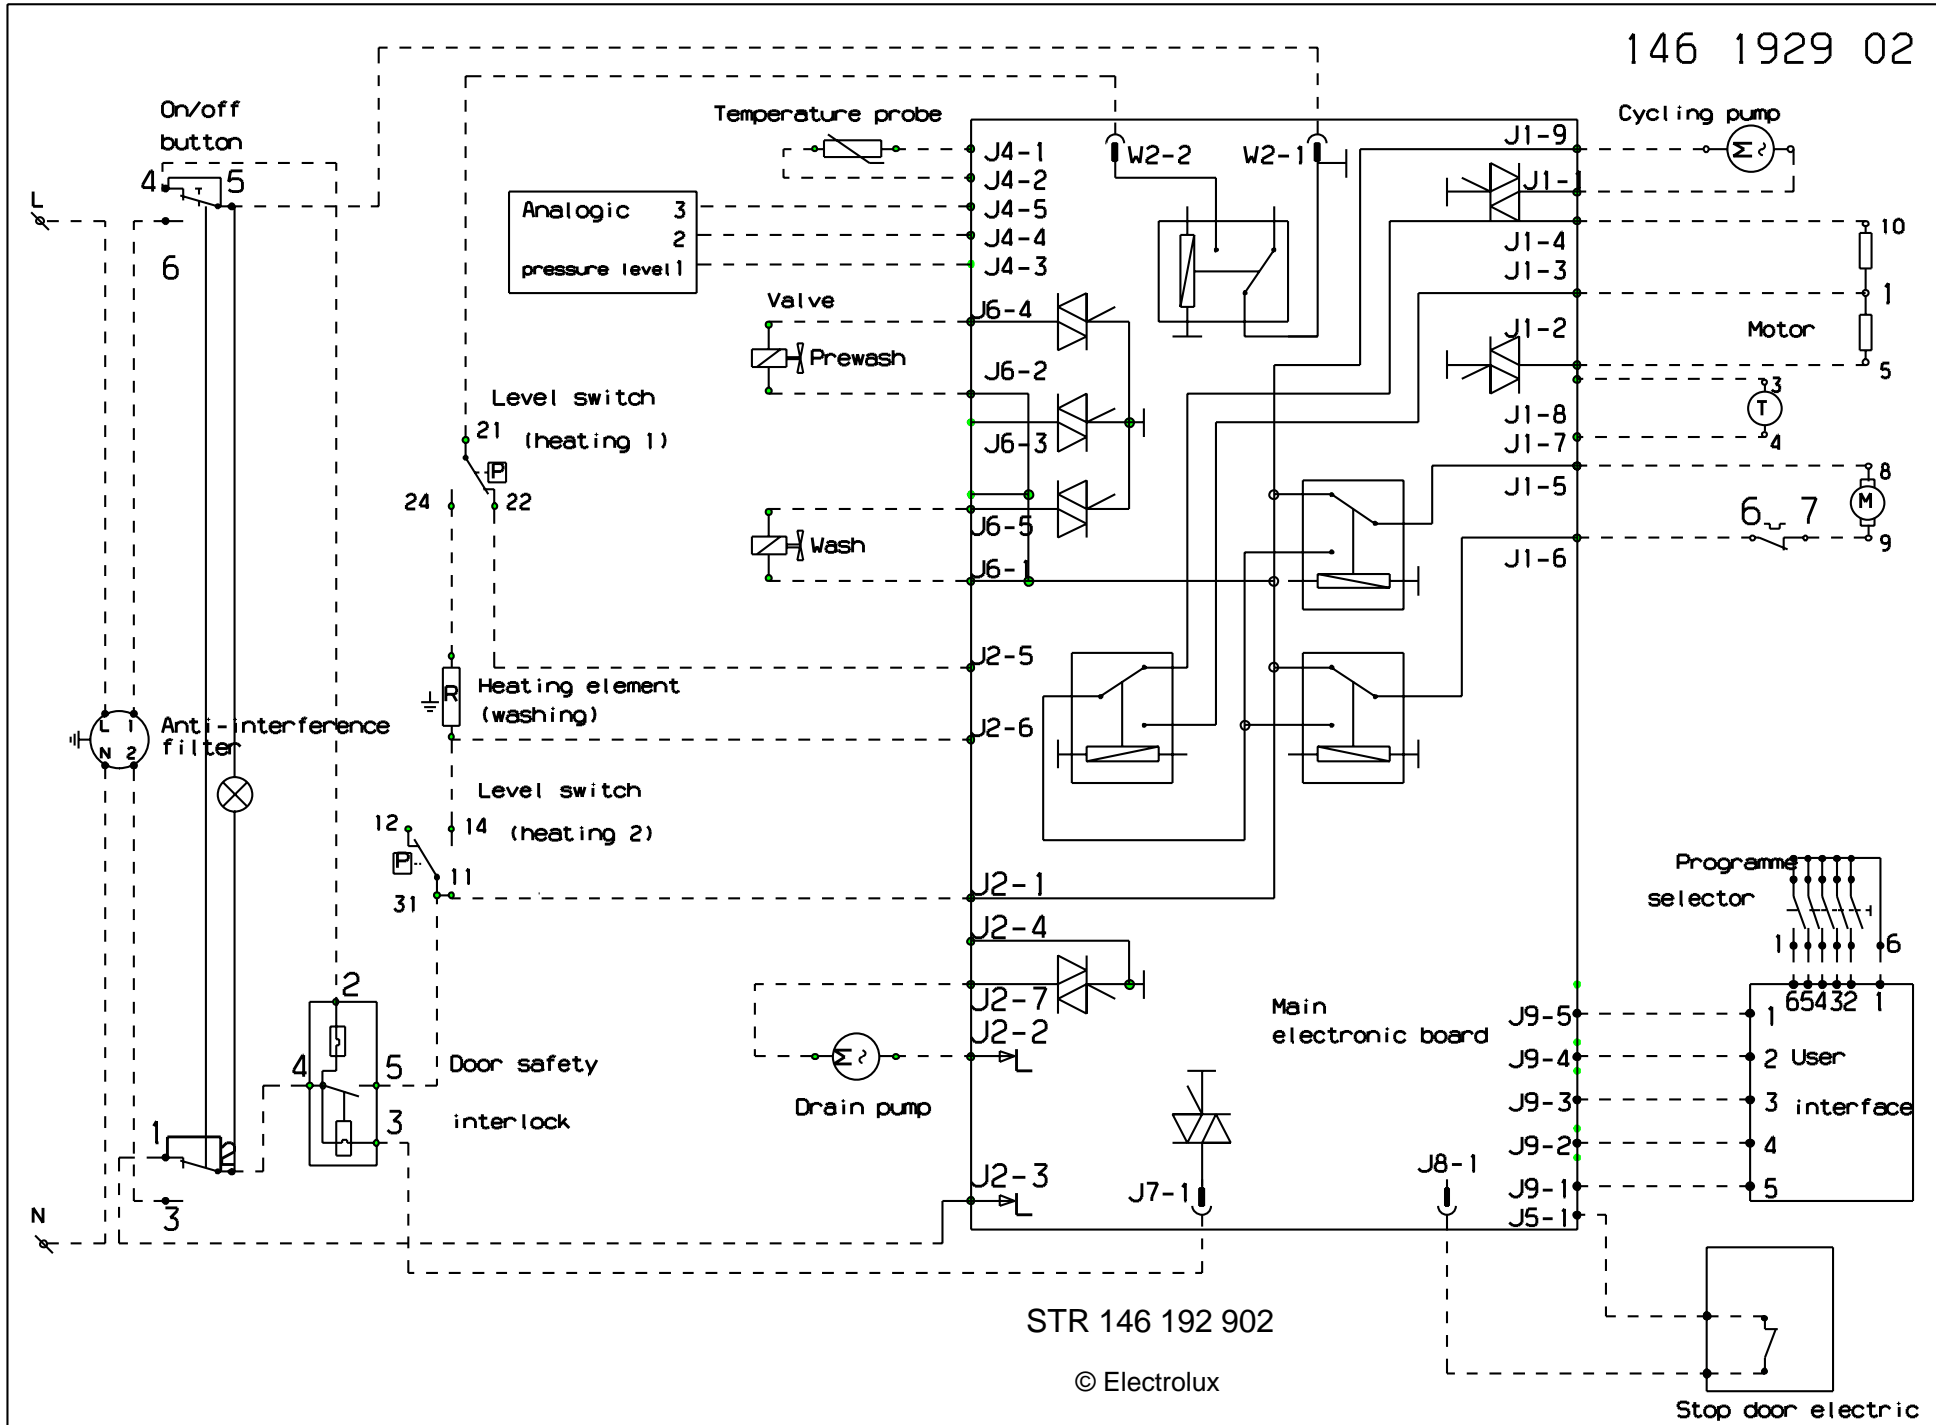 146 1929 02
On/off
button
4
5
6
L
Temperature probe
J4-1
J4-2
J4-5
J4-4
J4-3
Analogic 3
2
pressure level 1
W2-2
W2-1
J1-9
J1-1
J1-4
J1-3
J1-2
J1-8
J1-7
J1-5
J1-6
Cycling pump
Σ~
10
1
Motor
5
3
T
4
8
M
6 7
9
Valve
J6-4
Prewash
J6-2
J6-3
J6-5
Wash
J6-1
Level switch
21
(heating 1)
P
24
22
J2-5
R
Heating element
(washing)
J2-6
L 1
N 2
Anti-interference
filter
Level switch
12
14
(heating 2)
P
11
31
J2-1
J2-4
J2-7
J2-2
Σ~
Drain pump
2
4
5
3
Door safety
interlock
1
2
3
N
J2-3
L
L
J7-1
J8-1
Main
electronic board
J9-5
J9-4
J9-3
J9-2
J9-1
J5-1
Programme
selector
1
6
65432 1
1
2 User
3 interface
4
5
Stop door electric
STR 146 192 902
© Electrolux